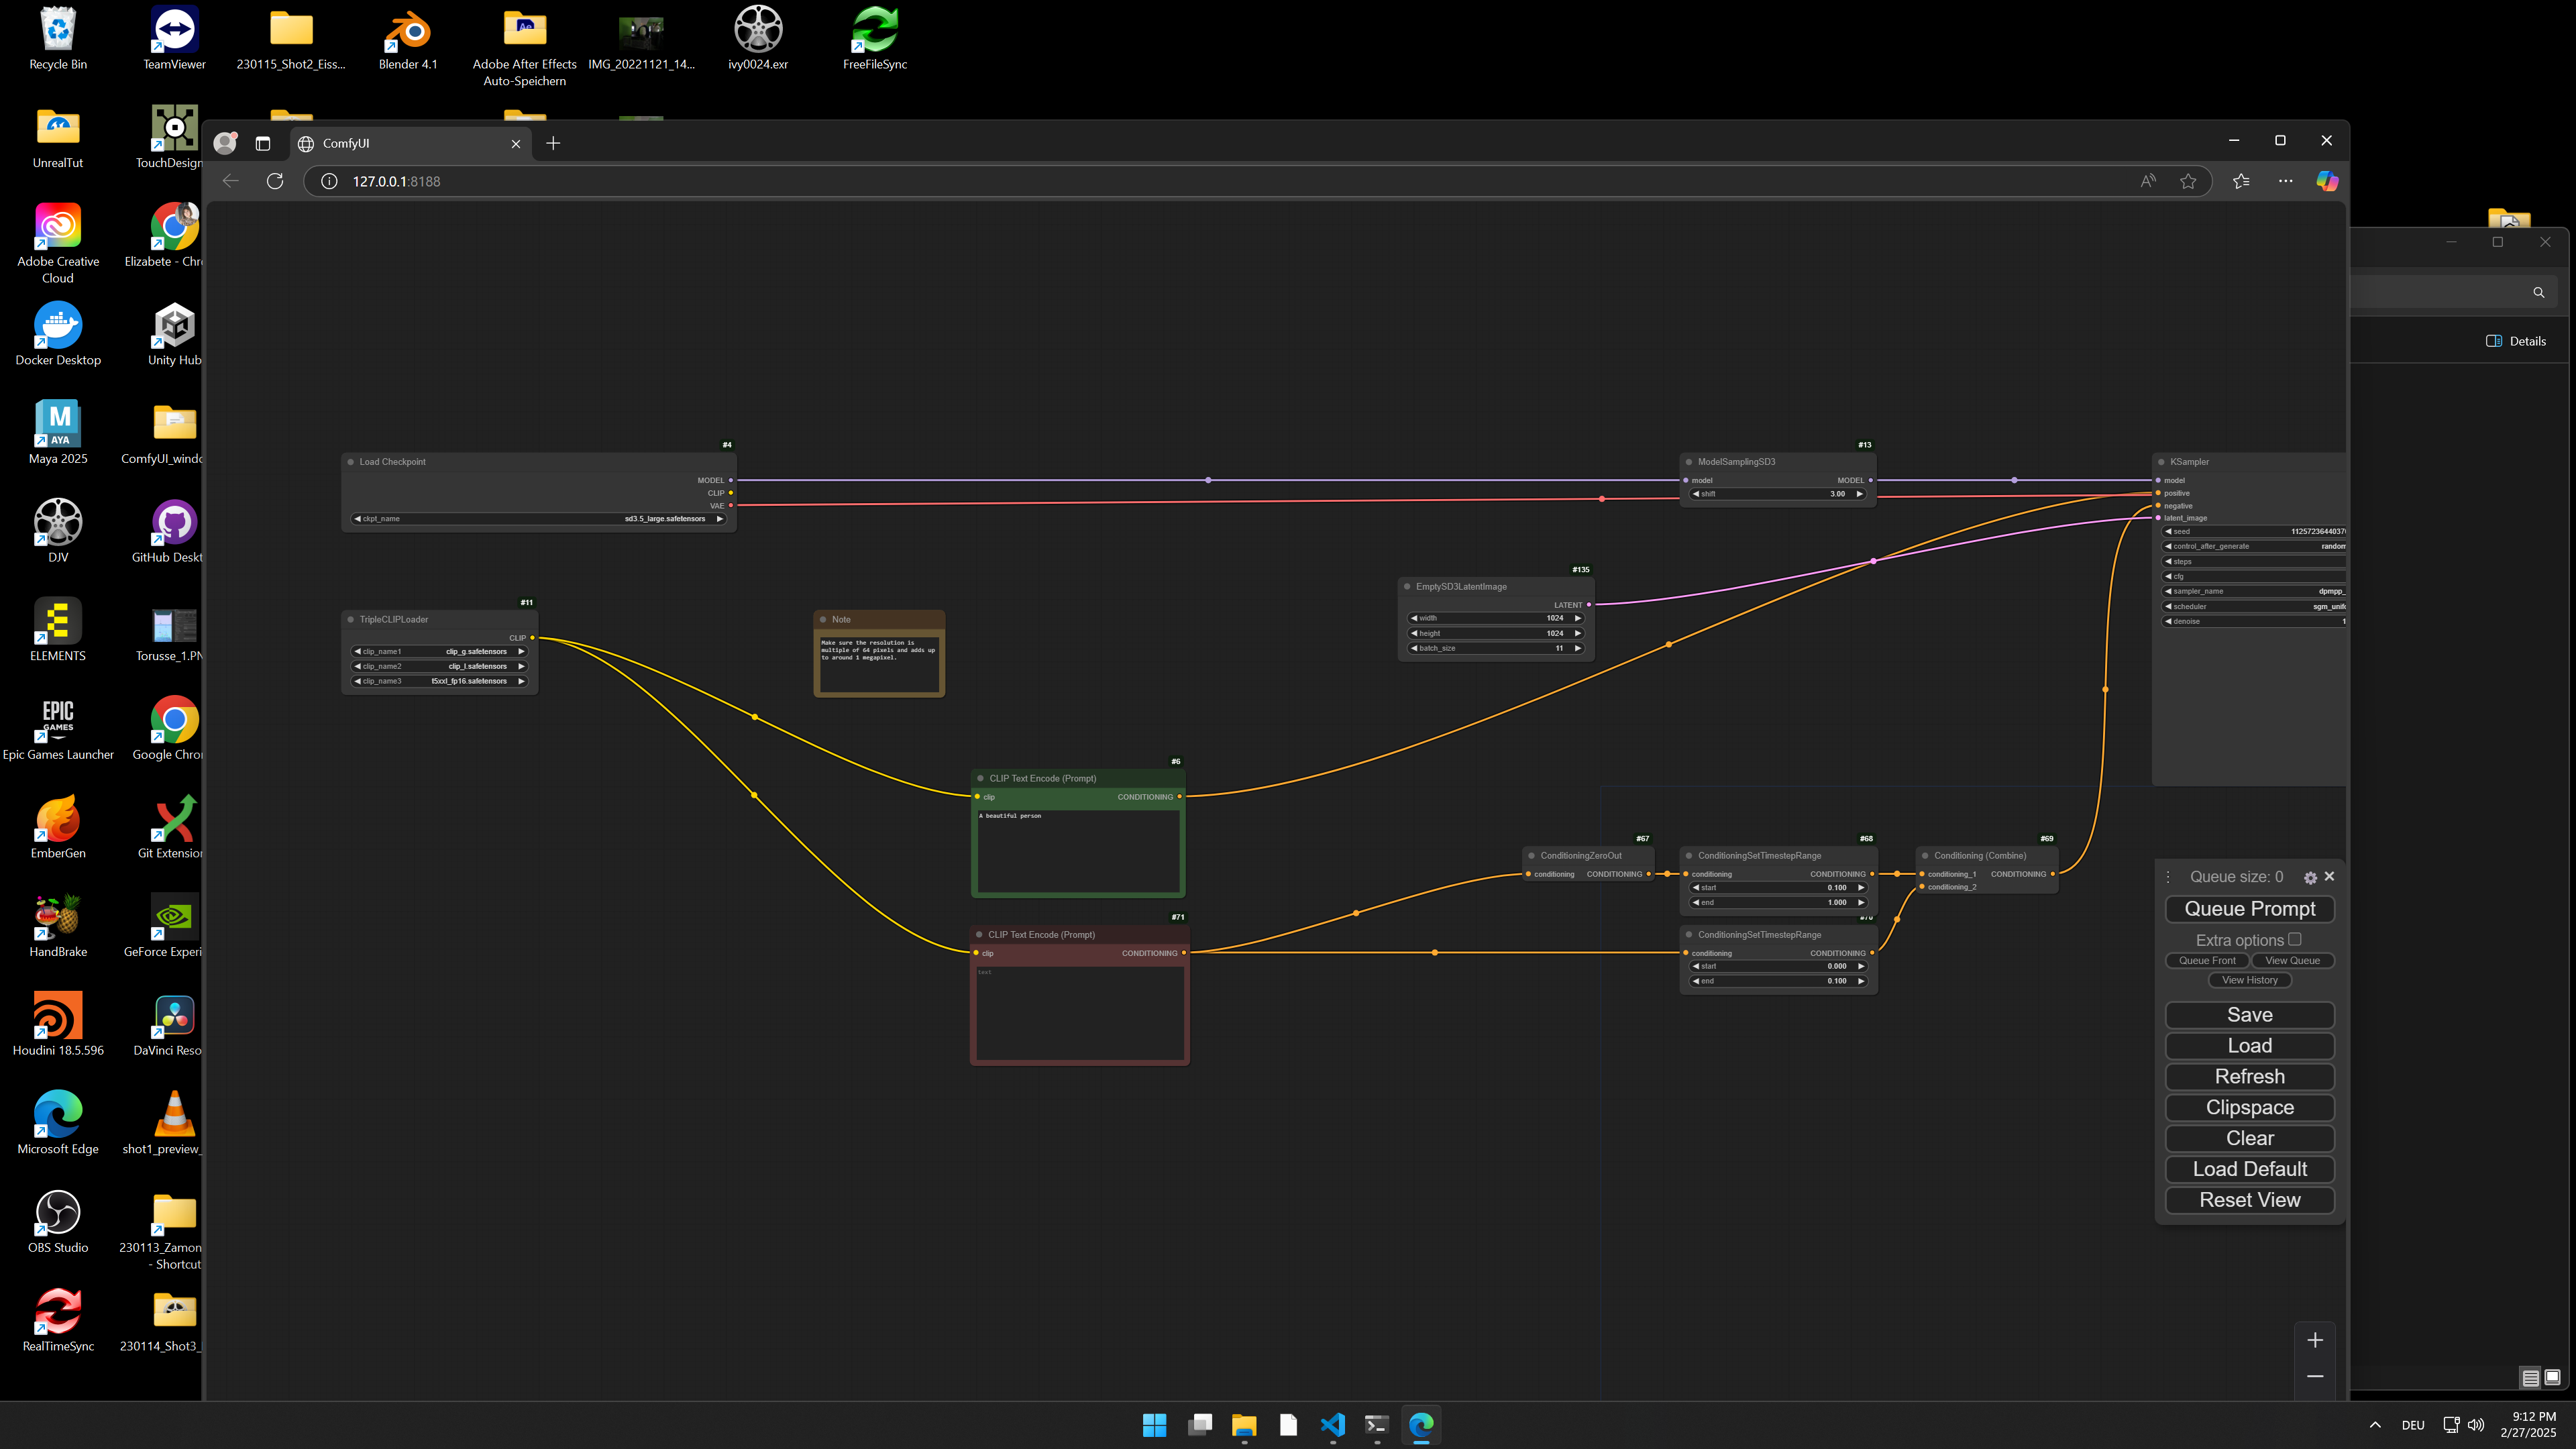 Recycle Bin
TeamViewer
230115_Shot2_Eiss...
Blender 4.1
Adobe After Effects
Auto-Speichern
IMG_20221121_14...
ivy0024.exr
FreeFileSync
UnrealTut
TouchDesign
Adobe Creative
Cloud
Elizabete - Chr
Docker Desktop
Unity Hub
Maya 2025
ComfyUI_wind
DJV
GitHub Deskt
ELEMENTS
Torusse_1.PN
EPIC
GAMES
Epic Games Launcher
Google Chro
EmberGen
Git Extension
HandBrake
GeForce Experi
Houdini 18.5.596
DaVinci Reso
Microsoft Edge
shot1_preview_
OBS Studio
230113_Zamon
- Shortcut
RealTimeSync
230114_Shot3_
ComfyUI
127.0.0.1:8188
Details
#4
Load Checkpoint
MODEL
CLIP
VAE
ckpt_name sd3.5_large.safetensors
#13
ModelSamplingSD3
model MODEL
shift 3.00
KSampler
model
positive
negative
latent_image
seed
control_after_generate random
steps
cfg
sampler_name dpmpp_
scheduler
denoise 1
#135
EmptySD3LatentImage
LATENT
width 1024
height 1024
batch_size 11
#11
TripleCLIPLoader
CLIP
clip_name1 clip_g.safetensors
clip_name2 clip_l.safetensors
clip_name3 t5xxl_fp16.safetensors
Note
Make sure the resolution is
multiple of 64 pixels and adds up
to around 1 megapixel.
#6
CLIP Text Encode (Prompt)
clip CONDITIONING
A beautiful person
#71
CLIP Text Encode (Prompt)
clip CONDITIONING
text
#67
ConditioningZeroOut
conditioning CONDITIONING
#68
ConditioningSetTimestepRange
conditioning CONDITIONING
start 0.100
end 1.000
#70
ConditioningSetTimestepRange
conditioning CONDITIONING
start 0.000
end 0.100
#69
Conditioning (Combine)
conditioning_1 CONDITIONING
conditioning_2
Queue size: 0
Queue Prompt
Extra options
Queue Front View Queue
View History
Save
Load
Refresh
Clipspace
Clear
Load Default
Reset View
DEU
9:12 PM
2/27/2025